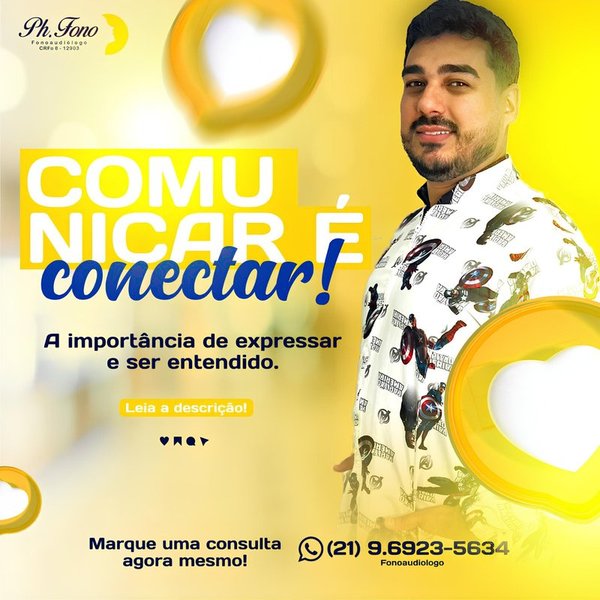 Ph.Fono
Fonoaudiologo
CRFa 8 - 12903
COMU
NICAR É
conectar!
A importância de expressar
e ser entendido.
Leia a descrição!
Marque uma consulta
agora mesmo!
(21) 9.6923-5634
Fonoaudiologo